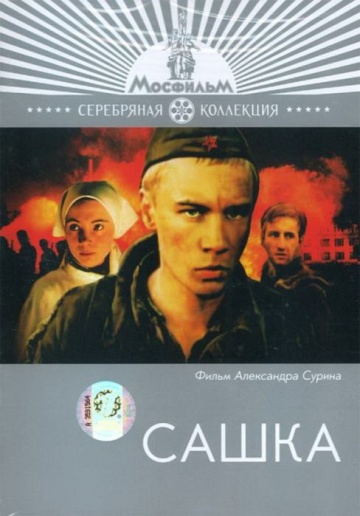 Мосфильм
СЕРЕБРЯНАЯ КОЛЛЕКЦИЯ
Фильм Александра Сурина
САШКА